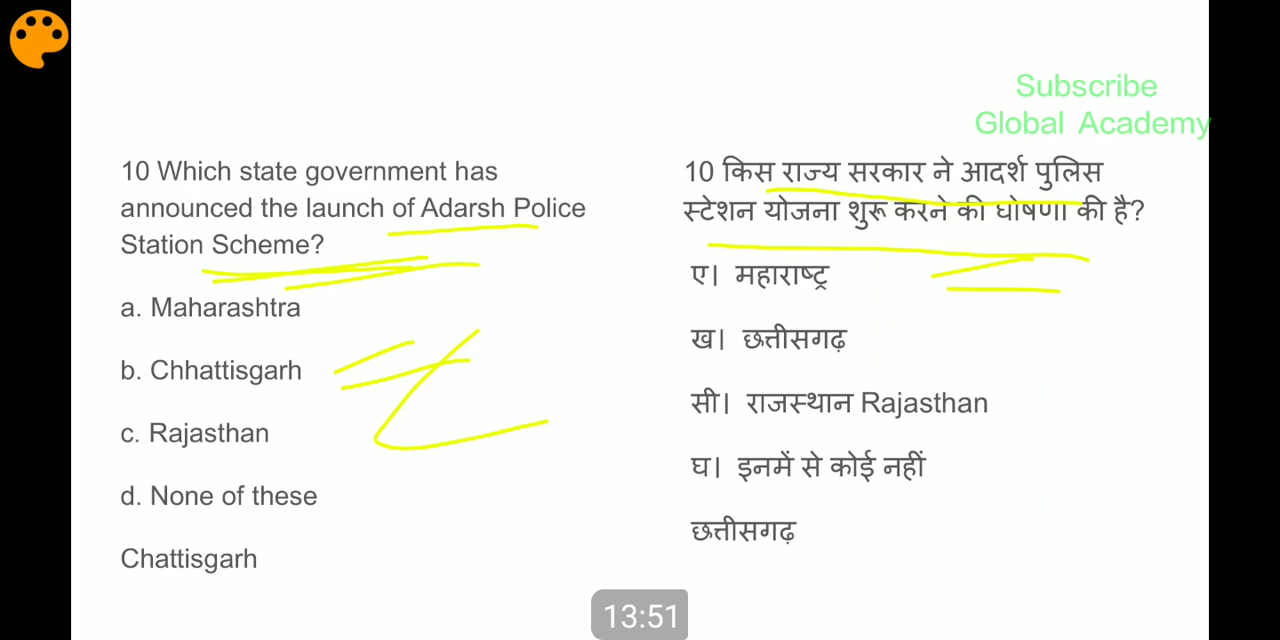 Subscribe
Global Academy
10 Which state government has
announced the launch of Adarsh Police
Station Scheme?
a. Maharashtra
b. Chhattisgarh
c. Rajasthan
d. None of these
Chattisgarh
10 किस राज्य सरकार ने आदर्श पुलिस
स्टेशन योजना शुरू करने की घोषणा की है?
ए। महाराष्ट्र
ख। छत्तीसगढ़
सी। राजस्थान Rajasthan
घ। इनमें से कोई नहीं
छत्तीसगढ़
13:51